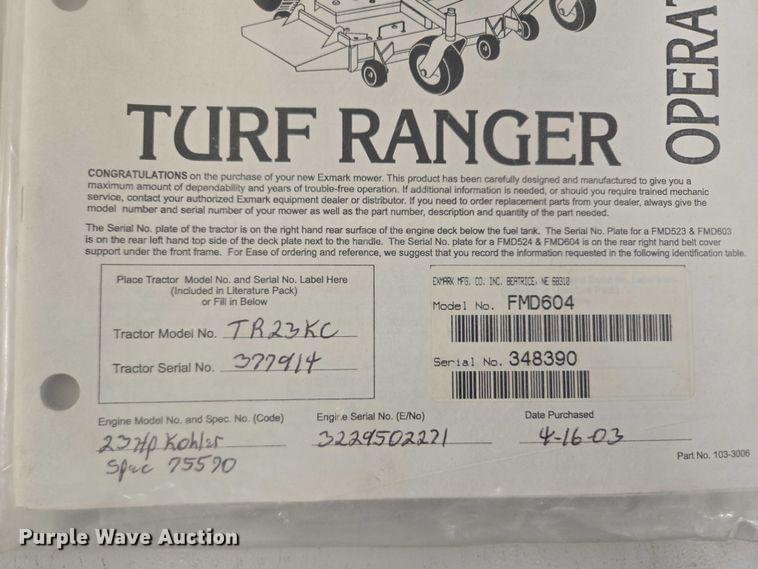 OPERAT
TURF RANGER
CONGRATULATIONS on the purchase of your new Exmark mower. This product has been carefully designed and manufactured to give you a
maximum amount of dependability and years of trouble-free operation. If additional information is needed, or should you require trained mechanic
service, contact your authorized Exmark equipment dealer or distributor. If you need to order replacement parts from your dealer, always give the
model number and serial number of your mower as well as the part number, description and quantity of the part needed.
The Serial No. plate of the tractor is on the right hand rear surface of the engine deck below the fuel tank. The Serial No. Plate for a FMD523 & FMD603
is on the rear left hand top side of the deck plate next to the handle. The Serial No. plate for a FMD524 & FMD604 is on the rear right hand belt cover
support under the front frame. For Ease of ordering and reference, we suggest that you record the information requested in the following identification table.
Place Tractor Model No. and Serial No. Label Here
(Included in Literature Pack)
or Fill in Below
Tractor Model No. TR23KC
Tractor Serial No. 377914
EXMARK MFG. CO. INC. BEATRICE, NE 68310
Model No. FMD604
Serial No. 348390
Engine Model No. and Spec. No. (Code)
23Hp Kohler
Spec 75590
Engine Serial No. (E/No)
3229502271
Date Purchased
4-16-03
Part No. 103-3006
Purple Wave Auction